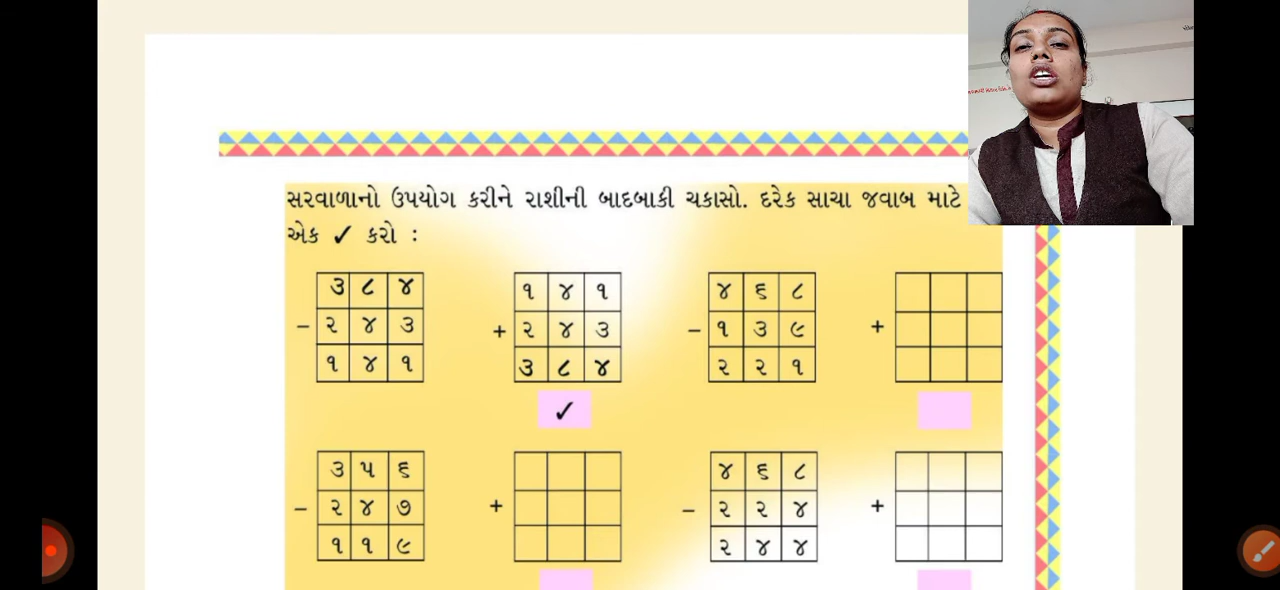 સરવાળાનો ઉપયોગ કરીને રાશીની બાદબાકી ચકાસો. દરેક સાચા જવાબ માટે
એક ✓ કરો :
૩ ૮ ૪
- ૨ ૪ ૩
૧ ૪ ૧
૧ ૪ ૧
+ ૨ ૪ ૩
૩ ૮ ૪
✓
૪ ૬ ૮
- ૧ ૩ ૯
૨ ૨ ૧
+
૩ ૫ ૬
- ૨ ૪ ૭
૧ ૧ ૯
+
૪ ૬ ૮
- ૨ ૨ ૪
૨ ૪ ૪
+